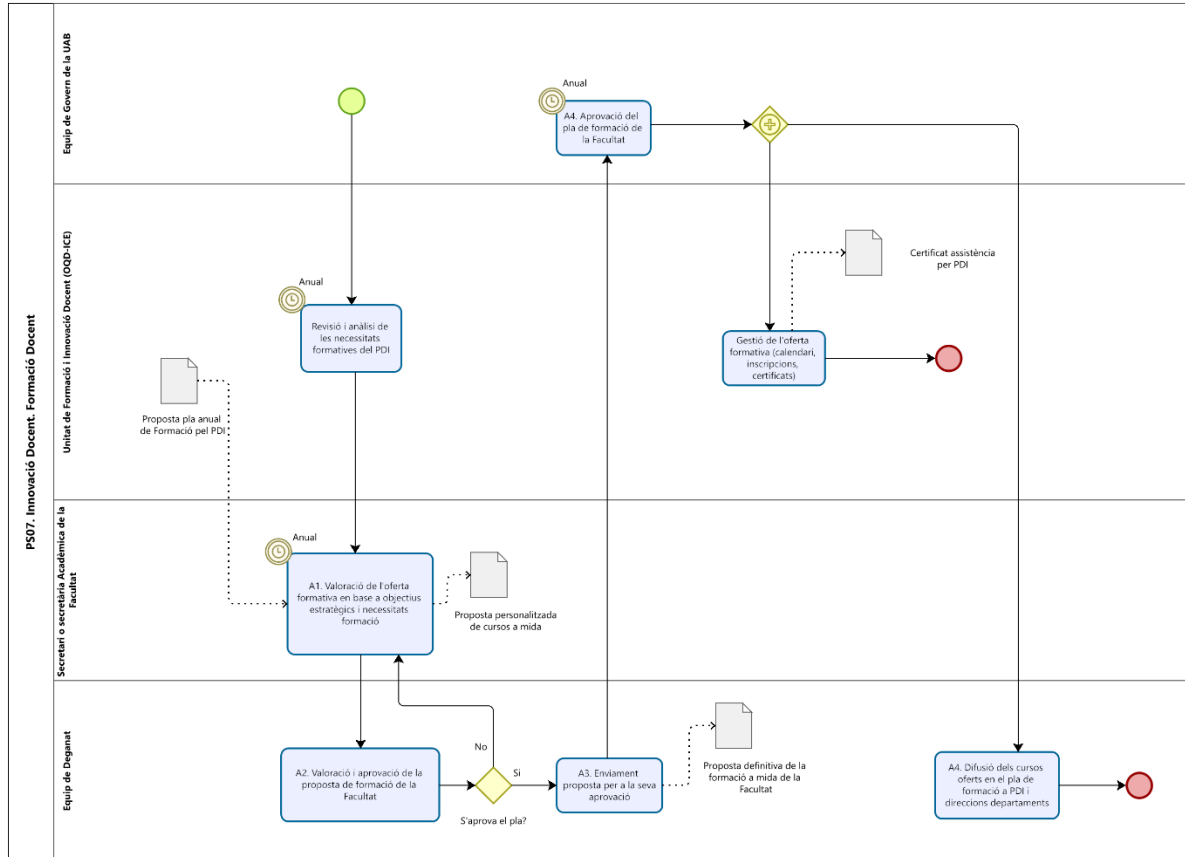 PS07. Innovació Docent. Formació Docent
Equip de Govern de la UAB
Anual
A4. Aprovació del
pla de formació de
la Facultat
Unitat de Formació i Innovació Docent (OQD-ICE)
Anual
Revisió i anàlisi de
les necessitats
formatives del PDI
Proposta pla anual
de Formació pel PDI
Certificat assistència
per PDI
Gestió de l'oferta
formativa (calendari,
inscripcions,
certificats)
Secretari o secretària Acadèmica de la
Facultat
Anual
A1. Valoració de l'oferta
formativa en base a objectius
estratègics i necessitats
formació
Proposta personalitzada
de cursos a mida
Equip de Deganat
A2. Valoració i aprovació de la
proposta de formació de la
Facultat
No
Si
S'aprova el pla?
A3. Enviament
proposta per a la seva
aprovació
Proposta definitiva de la
formació a mida de la
Facultat
A4. Difusió dels cursos
oferts en el pla de
formació a PDI i
direccions departaments